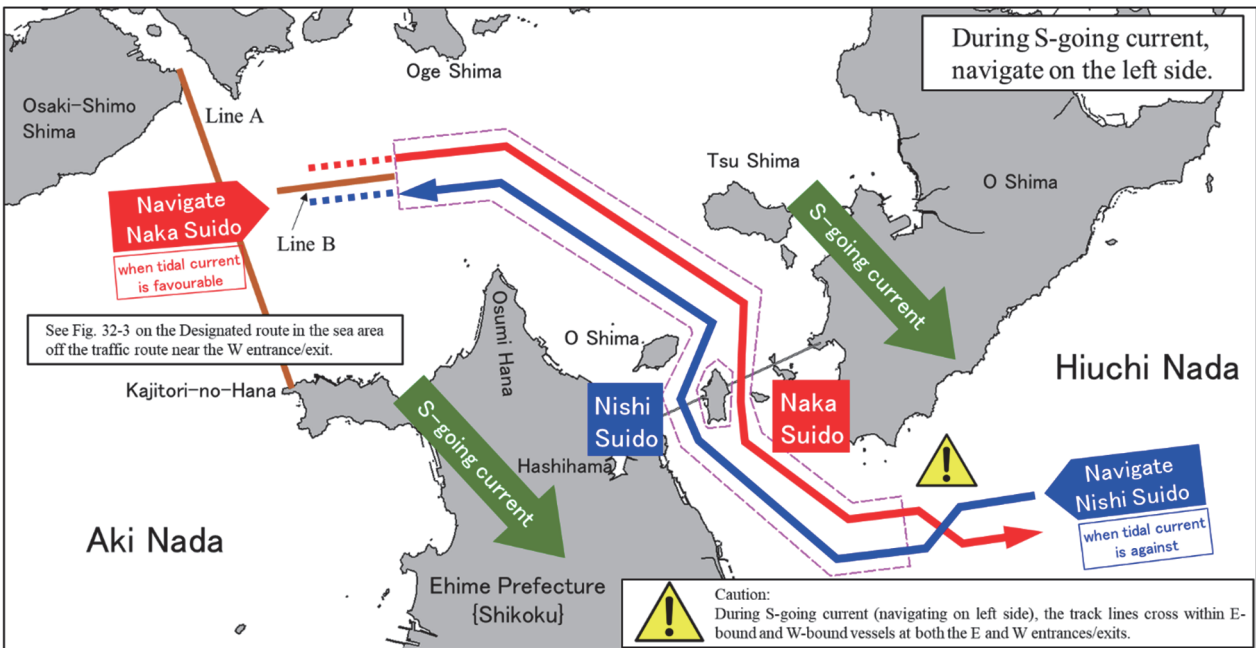 During S-going current,
navigate on the left side.
Oge Shima
Osaki-Shimo
Shima
Line A
Tsu Shima
O Shima
Navigate
Naka Suido
when tidal current
is favourable
Line B
S-going current
See Fig. 32-3 on the Designated route in the sea area
off the traffic route near the W entrance/exit.
Osumi Hana
O Shima
Hiuchi Nada
Kajitori-no-Hana
Nishi
Suido
Naka
Suido
S-going current
Hashihama
Navigate
Nishi Suido
when tidal current
is against
Aki Nada
Ehime Prefecture
{Shikoku}
Caution:
During S-going current (navigating on left side), the track lines cross within E-
bound and W-bound vessels at both the E and W entrances/exits.